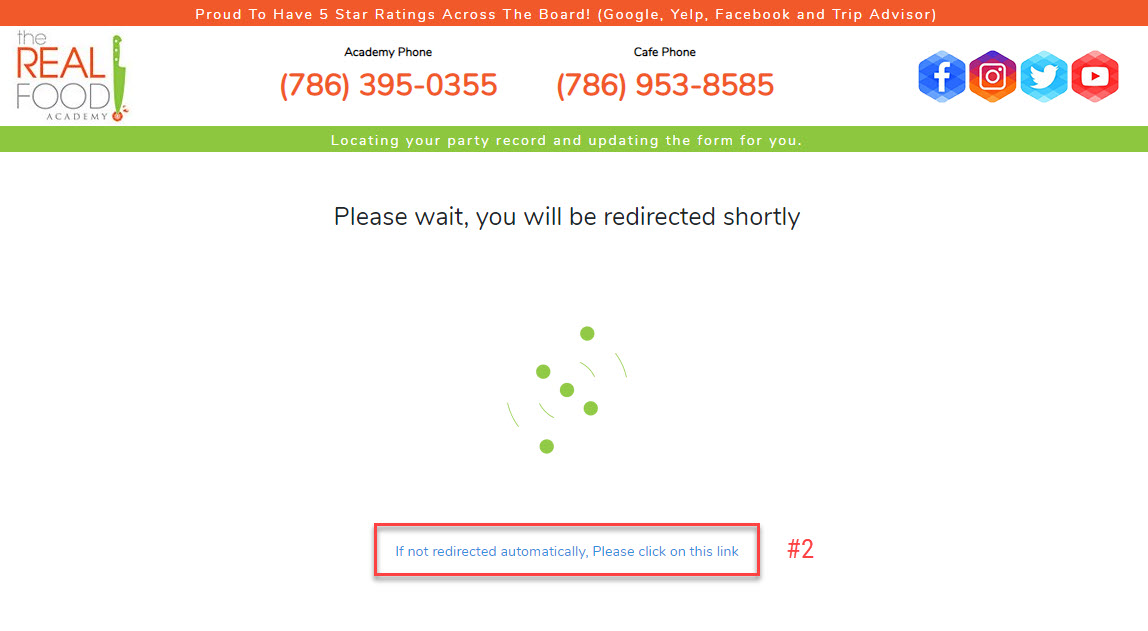 Proud To Have 5 Star Ratings Across The Board! (Google, Yelp, Facebook and Trip Advisor)
the
REAL
FOOD
ACADEMY
Academy Phone
(786) 395-0355
Cafe Phone
(786) 953-8585
Locating your party record and updating the form for you.
Please wait, you will be redirected shortly
If not redirected automatically, Please click on this link
#2